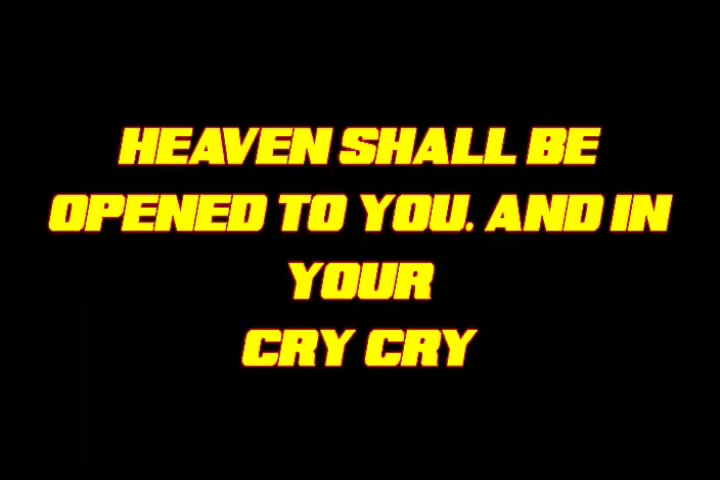 HEAVEN SHALL BE
OPENED TO YOU. AND IN
YOUR
CRY CRY